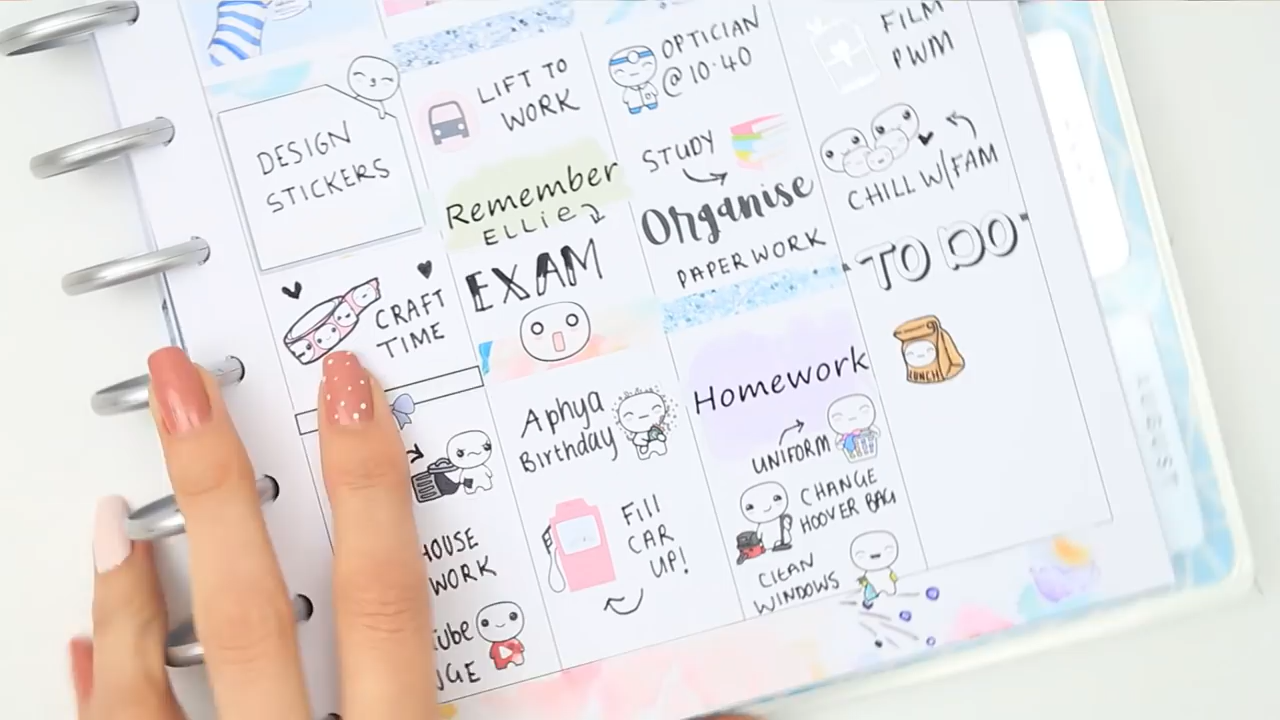 DESIGN
STICKERS
CRAFT
TIME
HOUSE
WORK
LIFT TO
WORK
Remember
ELLIE
EXAM
Aphya
Birthday
Fill
CAR
UP!
OPTICIAN
@ 10.40
STUDY
Organise
PAPERWORK
Homework
UNIFORM
CHANGE
HOOVER BAG
CLEAN
WINDOWS
FILM
PWM
CHILL W/FAM
TO DO
LUNCH